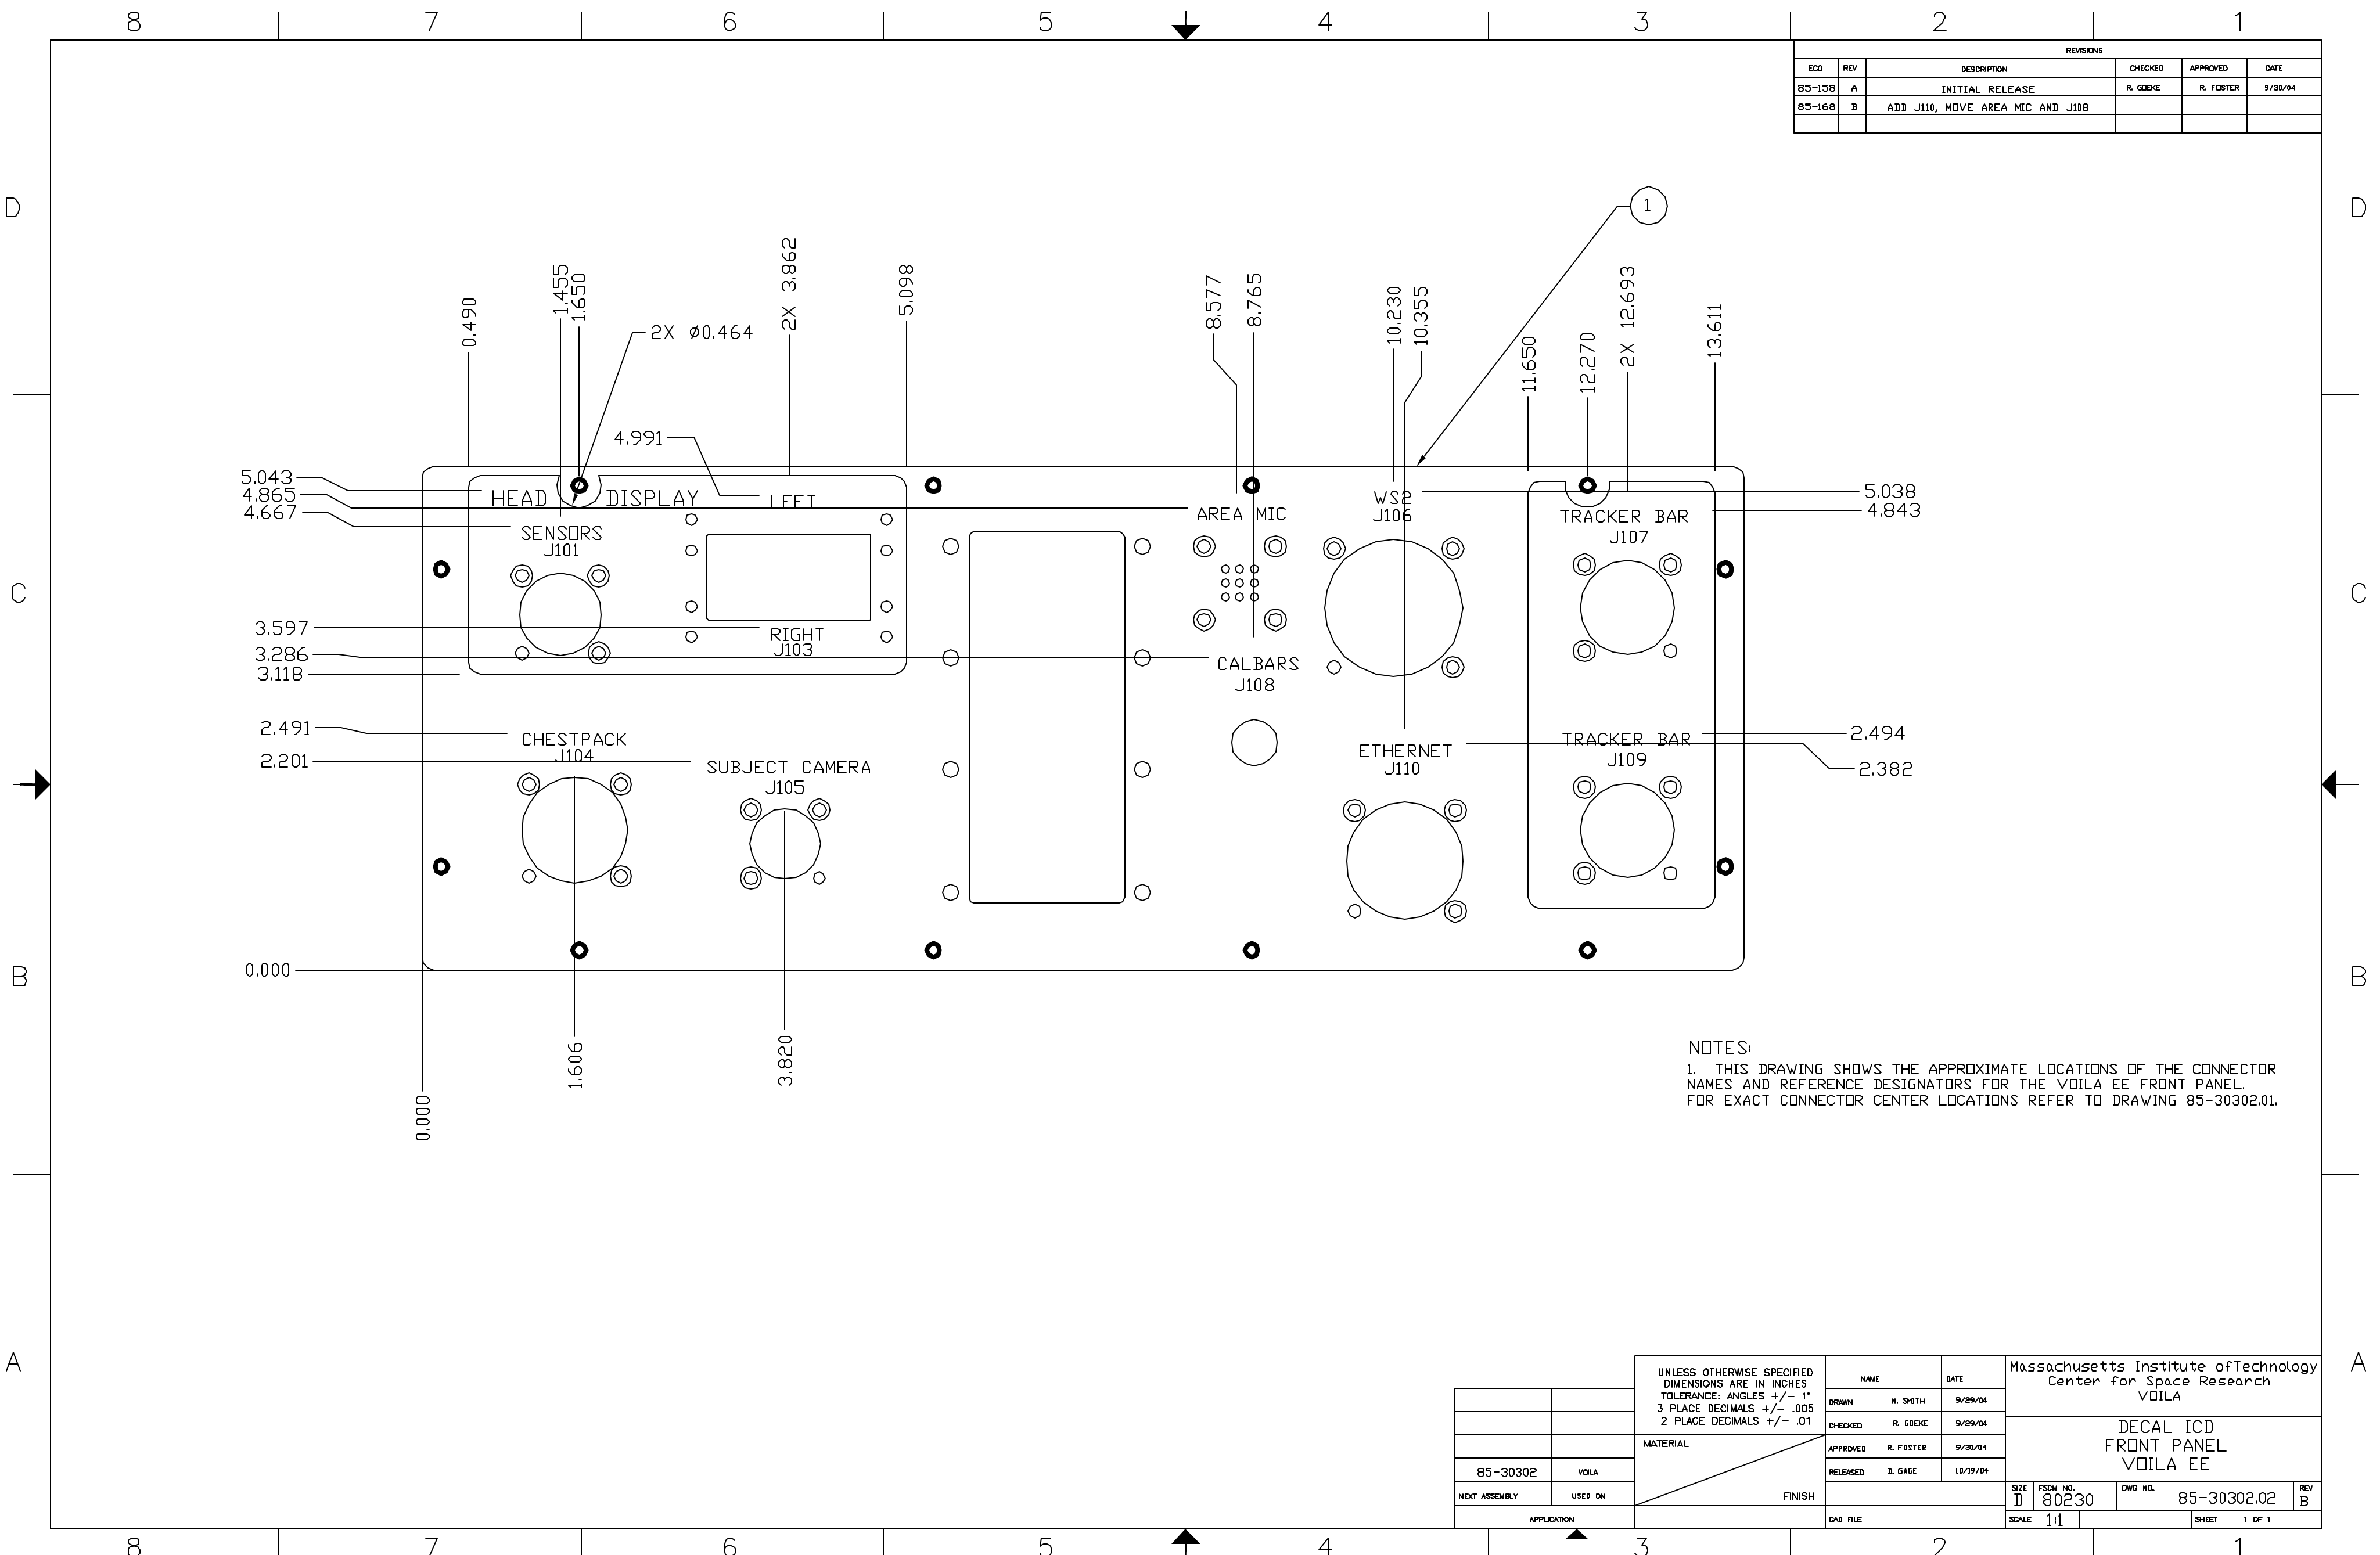 8 7 6 5 4 3 2 1
REVISIONS
ECO REV DESCRIPTION CHECKED APPROVED DATE
85-158 A INITIAL RELEASE R. GOEKE R. FOSTER 9/30/04
85-168 B ADD J110, MOVE AREA MIC AND J108
D D
1
0.490
1.455
1.650
2X 3.862
5.098
8.577
8.765
10.230
10.355
11.650
12.270
2X 12.693
13.611
2X ⌀0.464
4.991
5.043
4.865
4.667
HEAD DISPLAY
LEFT
SENSORS
J101
AREA MIC
WS2
J106
TRACKER BAR
J107
5.038
4.843
C C
3.597
3.286
3.118
RIGHT
J103
CALBARS
J108
2.491
2.201
CHESTPACK
J104
SUBJECT CAMERA
J105
ETHERNET
J110
TRACKER BAR
J109
2.494
2.382
B B
0.000
1.606
3.820
0.000
NOTES:
1. THIS DRAWING SHOWS THE APPROXIMATE LOCATIONS OF THE CONNECTOR
NAMES AND REFERENCE DESIGNATORS FOR THE VOILA EE FRONT PANEL.
FOR EXACT CONNECTOR CENTER LOCATIONS REFER TO DRAWING 85-30302.01.
A A
UNLESS OTHERWISE SPECIFIED
DIMENSIONS ARE IN INCHES
TOLERANCE: ANGLES +/- 1°
3 PLACE DECIMALS +/- .005
2 PLACE DECIMALS +/- .01
MATERIAL
FINISH
85-30302 VOILA
NEXT ASSEMBLY USED ON
APPLICATION
NAME DATE
DRAWN M. SMITH 9/29/04
CHECKED R. GOEKE 9/29/04
APPROVED R. FOSTER 9/30/04
RELEASED D. GAGE 10/19/04
CAD FILE
Massachusetts Institute ofTechnology
Center for Space Research
VOILA
DECAL ICD
FRONT PANEL
VOILA EE
SIZE D FSCM NO. 80230 DWG NO. 85-30302.02 REV B
SCALE 1:1 SHEET 1 OF 1
8 7 6 5 4 3 2 1